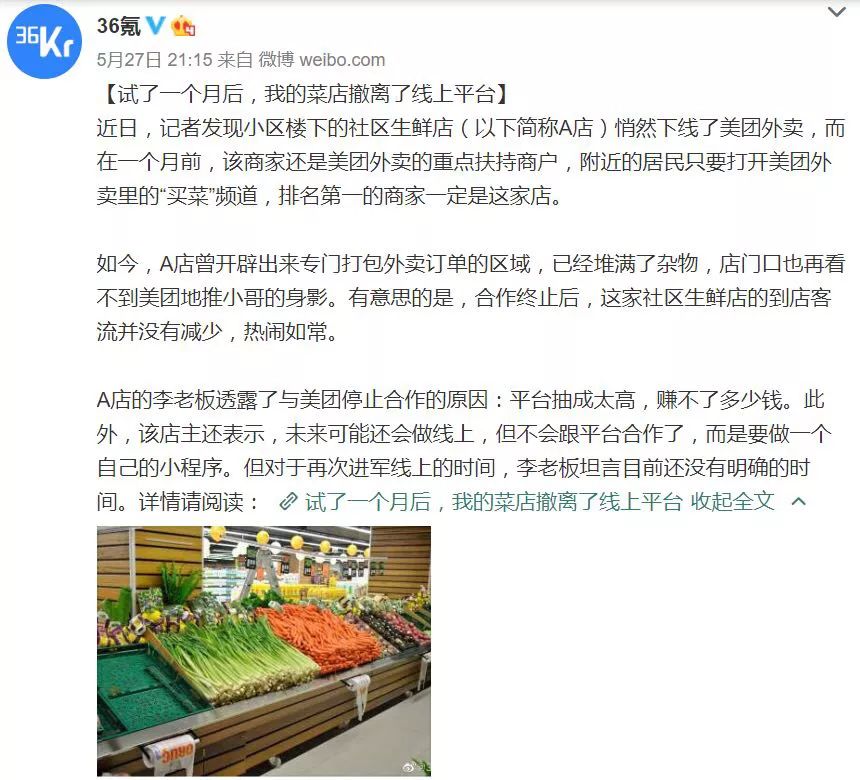 36Kr
36氪
5月27日 21:15 来自 微博 weibo.com
【试了一个月后，我的菜店撤离了线上平台】
近日，记者发现小区楼下的社区生鲜店（以下简称A店）悄然下线了美团外卖，而
在一个月前，该商家还是美团外卖的重点扶持商户，附近的居民只要打开美团外
卖里的“买菜”频道，排名第一的商家一定是这家店。
如今，A店曾开辟出来专门打包外卖订单的区域，已经堆满了杂物，店门口也再看
不到美团地推小哥的身影。有意思的是，合作终止后，这家社区生鲜店的到店客
流并没有减少，热闹如常。
A店的李老板透露了与美团停止合作的原因：平台抽成太高，赚不了多少钱。此
外，该店主还表示，未来可能还会做线上，但不会跟平台合作了，而是要做一个
自己的小程序。但对于再次进军线上的时间，李老板坦言目前还没有明确的时
间。详情请阅读： 试了一个月后，我的菜店撤离了线上平台 收起全文